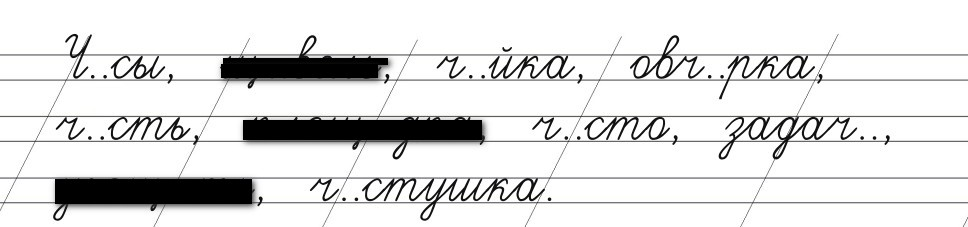 Ч..сы, ч..йка, овч..рка,
ч..сть, ч..сто, задач..,
ч..стушка.